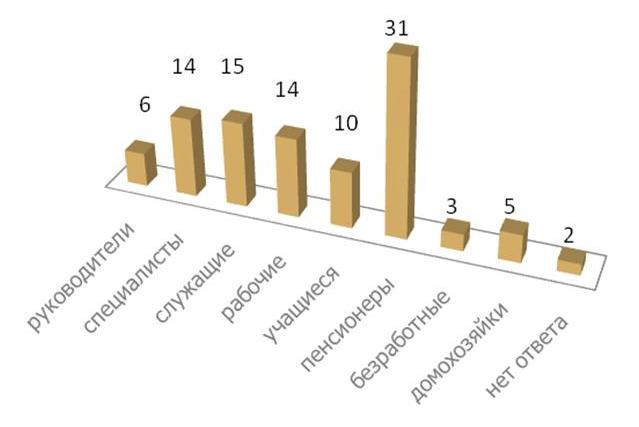 6
14
15
14
10
31
3
5
2
руководители
специалисты
служащие
рабочие
учащиеся
пенсионеры
безработные
домохозяйки
нет ответа